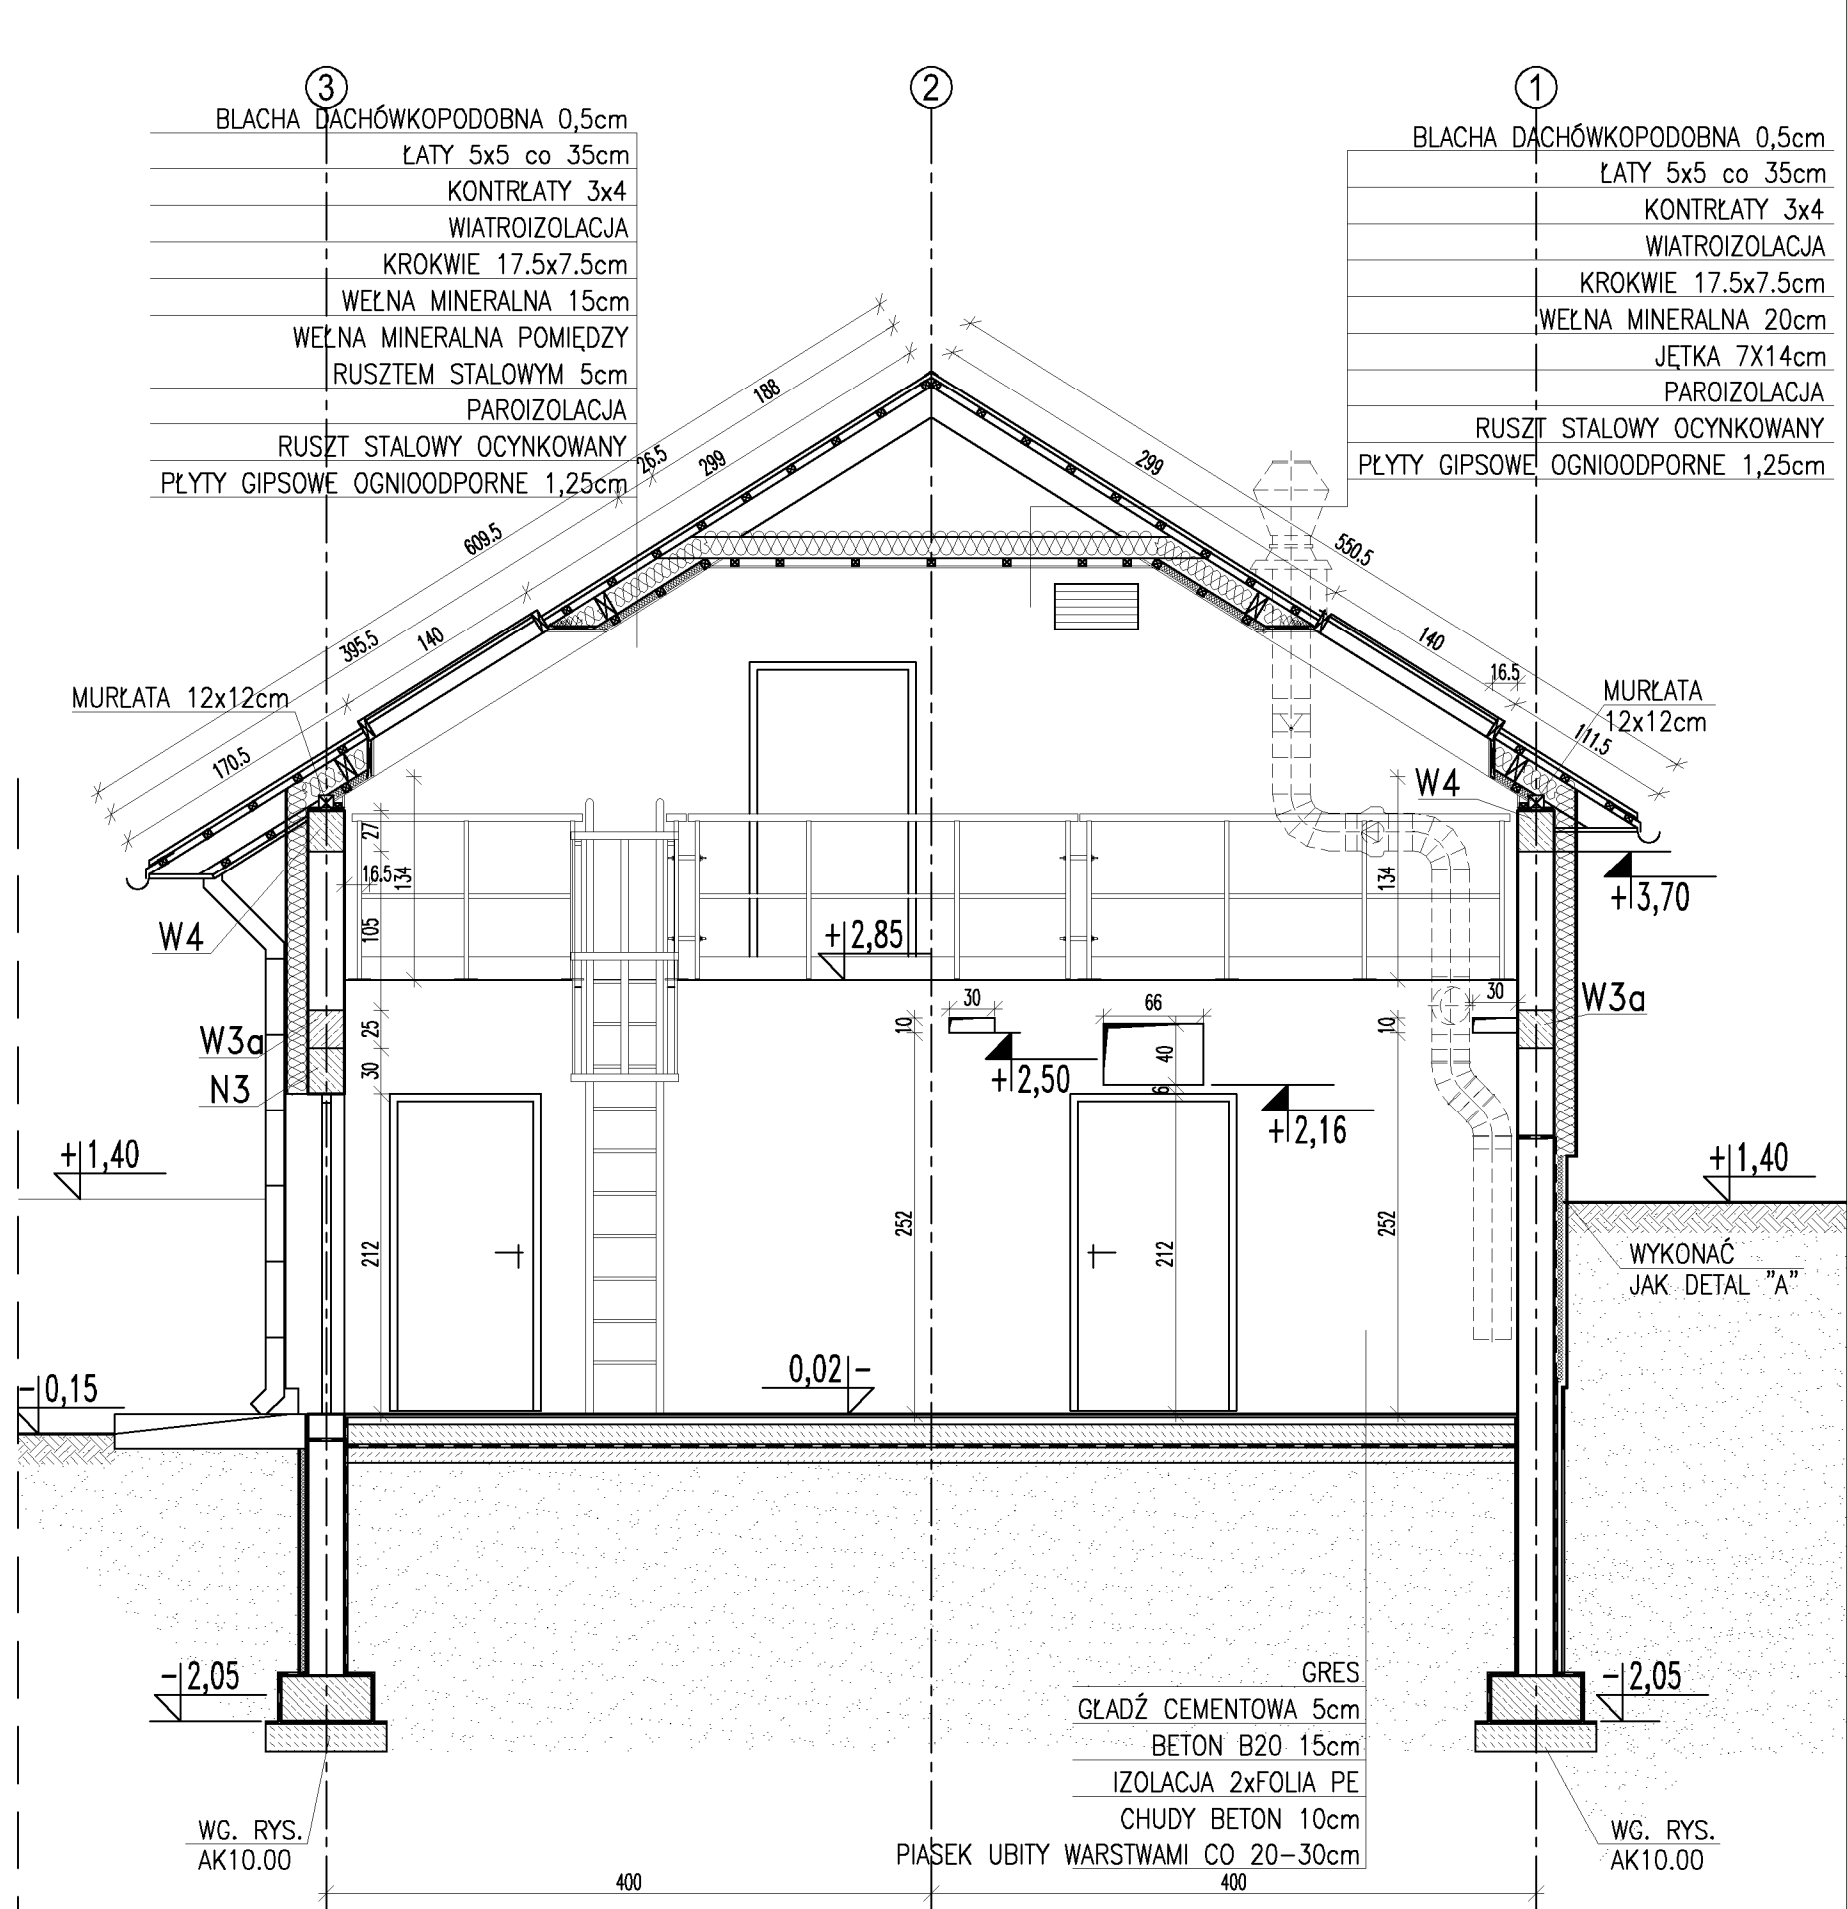 3
2
1
BLACHA DACHÓWKOPODOBNA 0,5cm
ŁATY 5x5 co 35cm
KONTRŁATY 3x4
WIATROIZOLACJA
KROKWIE 17.5x7.5cm
WEŁNA MINERALNA 15cm
WEŁNA MINERALNA POMIĘDZY
RUSZTEM STALOWYM 5cm
PAROIZOLACJA
RUSZT STALOWY OCYNKOWANY
PŁYTY GIPSOWE OGNIOODPORNE 1,25cm
BLACHA DACHÓWKOPODOBNA 0,5cm
ŁATY 5x5 co 35cm
KONTRŁATY 3x4
WIATROIZOLACJA
KROKWIE 17.5x7.5cm
WEŁNA MINERALNA 20cm
JĘTKA 7X14cm
PAROIZOLACJA
RUSZT STALOWY OCYNKOWANY
PŁYTY GIPSOWE OGNIOODPORNE 1,25cm
188
26.5
299
609.5
395.5
140
170.5
299
550.5
140
16.5
111.5
MURŁATA 12x12cm
MURŁATA
12x12cm
W4
W4
27
16.5
134
105
134
+3,70
+2,85
W3a
W3a
N3
25
30
30
10
66
40
6
30
10
+2,50
+2,16
+1,40
+1,40
212
252
212
252
WYKONAĆ
JAK DETAL "A"
-0,15
0,02-
-2,05
-2,05
GRES
GŁADŹ CEMENTOWA 5cm
BETON B20 15cm
IZOLACJA 2xFOLIA PE
CHUDY BETON 10cm
PIASEK UBITY WARSTWAMI CO 20-30cm
WG. RYS.
AK10.00
WG. RYS.
AK10.00
400
400